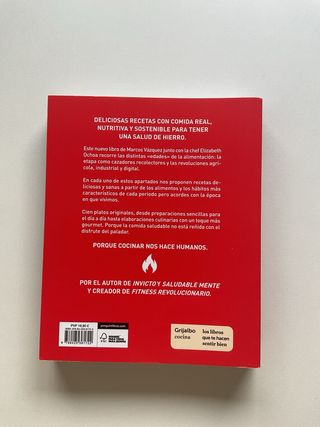 DELICIOSAS RECETAS CON COMIDA REAL,
NUTRITIVA Y SOSTENIBLE PARA TENER
UNA SALUD DE HIERRO.
Este nuevo libro de Marcos Vázquez junto con la chef Elizabeth
Ochoa recorre las distintas «edades» de la alimentación: la
etapa como cazadores recolectores y las revoluciones agrí-
cola, industrial y digital.
En cada uno de estos apartados nos proponen recetas de-
liciosas y sanas a partir de los alimentos y los hábitos más
característicos de cada periodo pero acordes con la época
en que vivimos.
Cien platos originales, desde preparaciones sencillas para
el día a día hasta elaboraciones culinarias con un toque más
gourmet. Porque la comida saludable no está reñida con el
disfrute del paladar.
PORQUE COCINAR NOS HACE HUMANOS.
POR EL AUTOR DE INVICTO Y SALUDABLE MENTE
Y CREADOR DE FITNESS REVOLUCIONARIO.
penguinlibros.com
FSC
Grijalbo
cocina
los libros
que te hacen
sentir bien